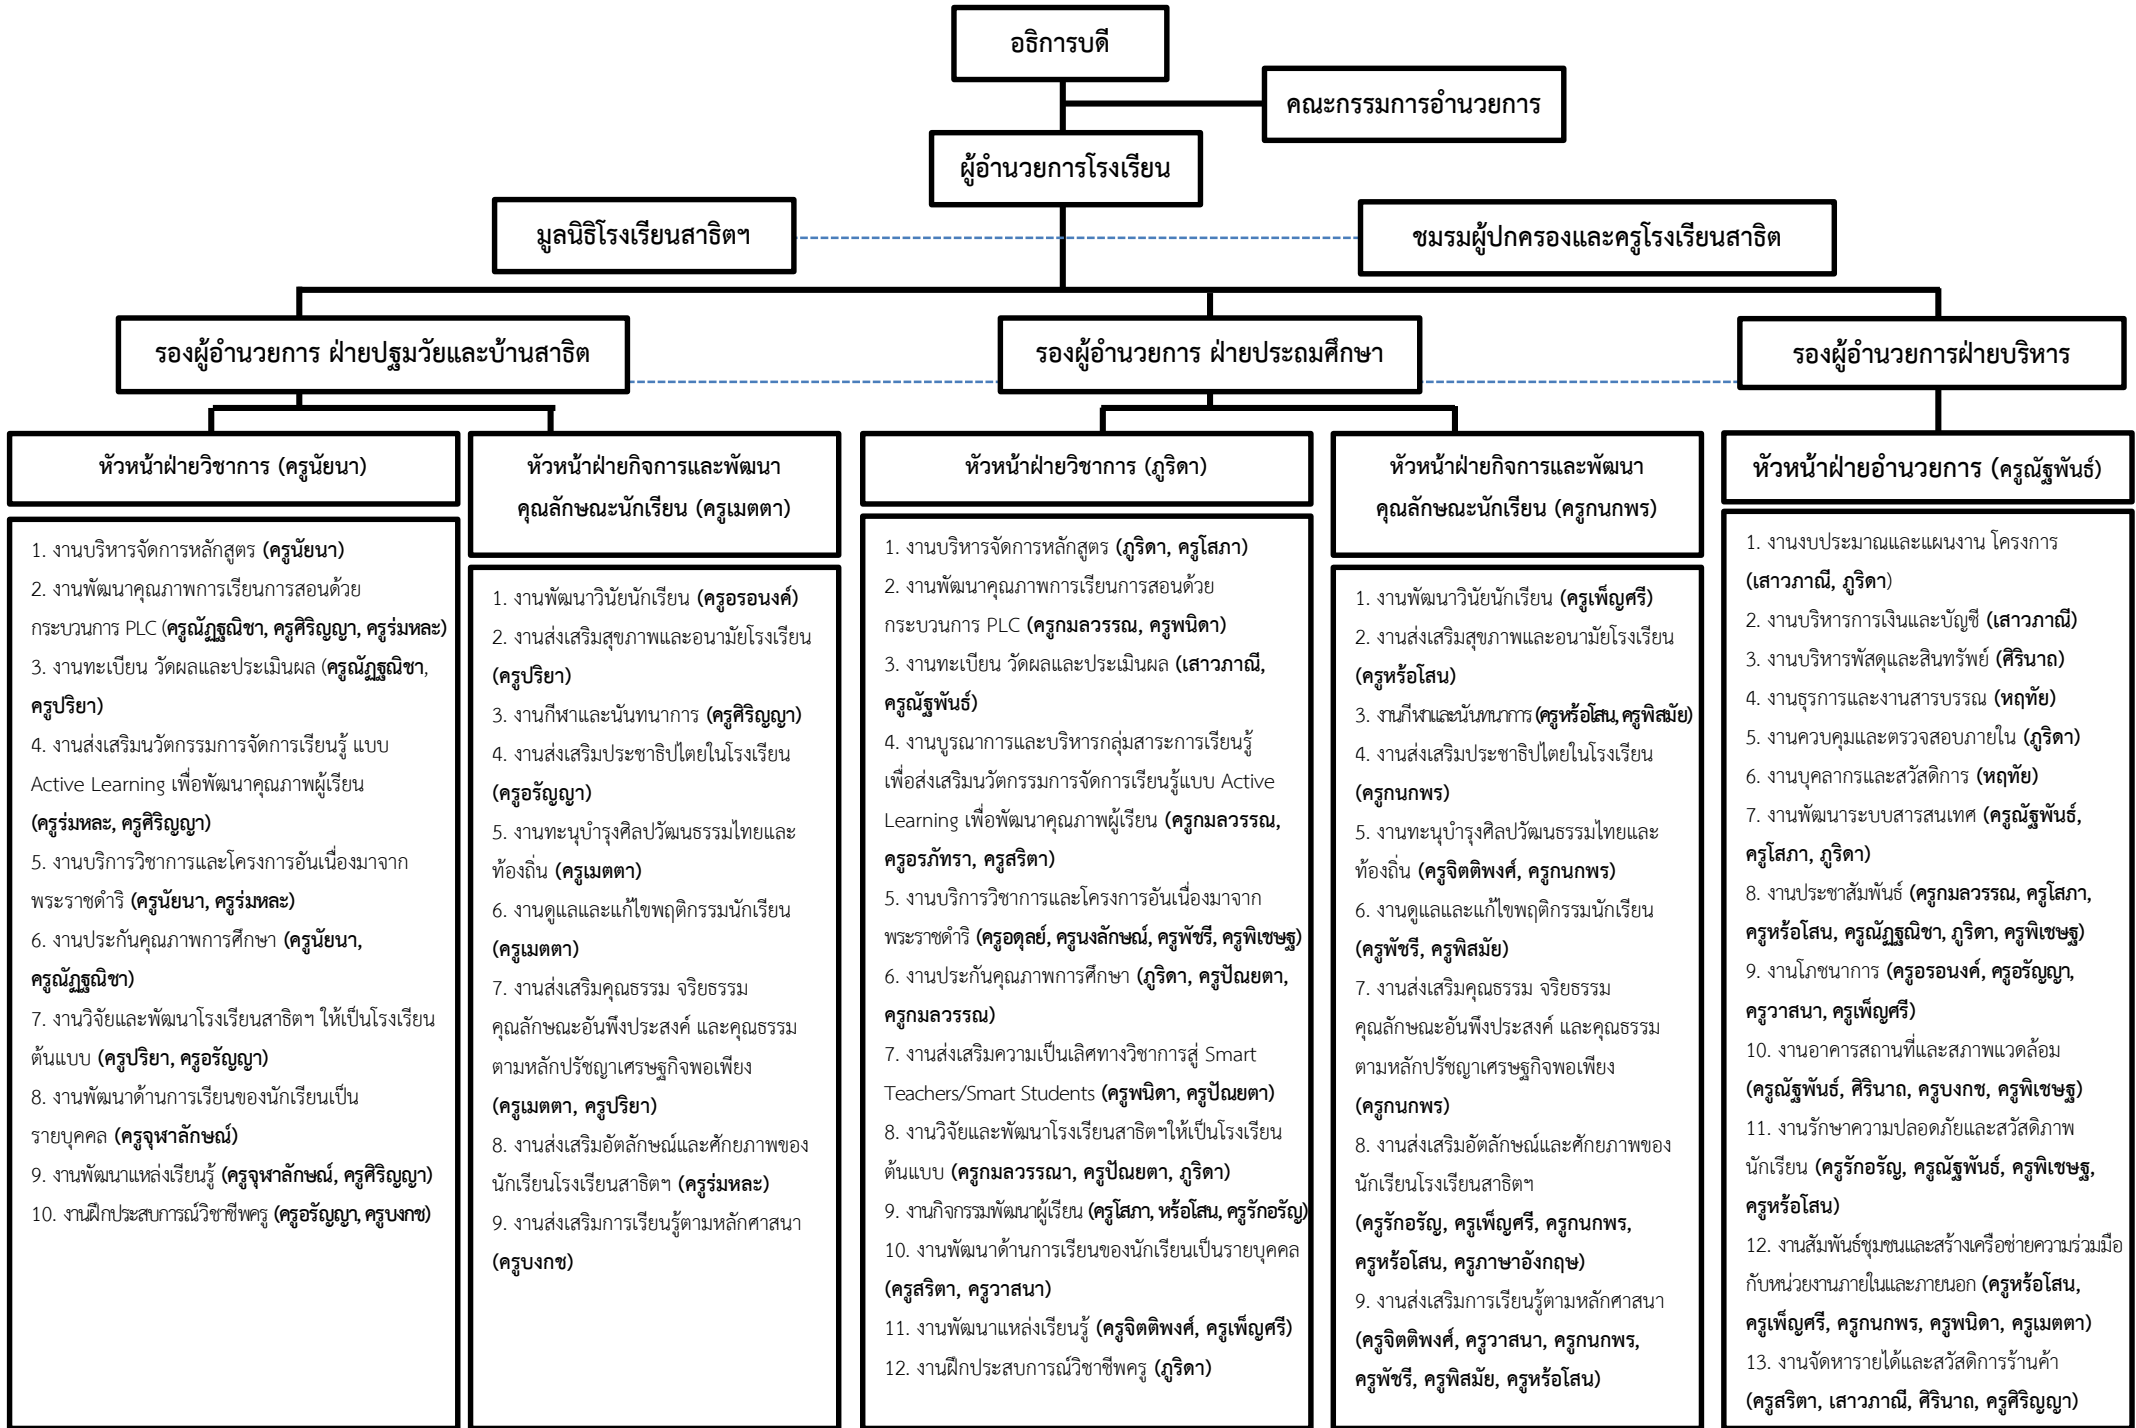 อธิการบดี
คณะกรรมการอำนวยการ
ผู้อำนวยการโรงเรียน
มูลนิธิโรงเรียนสาธิตฯ
ชมรมผู้ปกครองและครูโรงเรียนสาธิต
รองผู้อำนวยการ ฝ่ายปฐมวัยและบ้านสาธิต
รองผู้อำนวยการ ฝ่ายประถมศึกษา
รองผู้อำนวยการฝ่ายบริหาร
หัวหน้าฝ่ายวิชาการ (ครูนัยนา)
1. งานบริหารจัดการหลักสูตร (ครูนัยนา)
2. งานพัฒนาคุณภาพการเรียนการสอนด้วย
กระบวนการ PLC (ครูณัฏฐณิชา, ครูศิริญญา, ครูร่มหละ)
3. งานทะเบียน วัดผลและประเมินผล (ครูณัฏฐณิชา,
ครูปริยา)
4. งานส่งเสริมนวัตกรรมการจัดการเรียนรู้ แบบ
Active Learning เพื่อพัฒนาคุณภาพผู้เรียน
(ครูร่มหละ, ครูศิริญญา)
5. งานบริการวิชาการและโครงการอันเนื่องมาจาก
พระราชดำริ (ครูนัยนา, ครูร่มหละ)
6. งานประกันคุณภาพการศึกษา (ครูนัยนา,
ครูณัฏฐณิชา)
7. งานวิจัยและพัฒนาโรงเรียนสาธิตฯ ให้เป็นโรงเรียน
ต้นแบบ (ครูปริยา, ครูอรัญญา)
8. งานพัฒนาด้านการเรียนของนักเรียนเป็น
รายบุคคล (ครูจุฬาลักษณ์)
9. งานพัฒนาแหล่งเรียนรู้ (ครูจุฬาลักษณ์, ครูศิริญญา)
10. งานฝึกประสบการณ์วิชาชีพครู (ครูอรัญญา, ครูบงกช)
หัวหน้าฝ่ายกิจการและพัฒนา
คุณลักษณะนักเรียน (ครูเมตตา)
1. งานพัฒนาวินัยนักเรียน (ครูอรอนงค์)
2. งานส่งเสริมสุขภาพและอนามัยโรงเรียน
(ครูปริยา)
3. งานกีฬาและนันทนาการ (ครูศิริญญา)
4. งานส่งเสริมประชาธิปไตยในโรงเรียน
(ครูอรัญญา)
5. งานทะนุบำรุงศิลปวัฒนธรรมไทยและ
ท้องถิ่น (ครูเมตตา)
6. งานดูแลและแก้ไขพฤติกรรมนักเรียน
(ครูเมตตา)
7. งานส่งเสริมคุณธรรม จริยธรรม
คุณลักษณะอันพึงประสงค์ และคุณธรรม
ตามหลักปรัชญาเศรษฐกิจพอเพียง
(ครูเมตตา, ครูปริยา)
8. งานส่งเสริมอัตลักษณ์และศักยภาพของ
นักเรียนโรงเรียนสาธิตฯ (ครูร่มหละ)
9. งานส่งเสริมการเรียนรู้ตามหลักศาสนา
(ครูบงกช)
หัวหน้าฝ่ายวิชาการ (ภูริดา)
1. งานบริหารจัดการหลักสูตร (ภูริดา, ครูโสภา)
2. งานพัฒนาคุณภาพการเรียนการสอนด้วย
กระบวนการ PLC (ครูกมลวรรณ, ครูพนิดา)
3. งานทะเบียน วัดผลและประเมินผล (เสาวภาณี,
ครูณัฐพันธ์)
4. งานบูรณาการและบริหารกลุ่มสาระการเรียนรู้
เพื่อส่งเสริมนวัตกรรมการจัดการเรียนรู้แบบ Active
Learning เพื่อพัฒนาคุณภาพผู้เรียน (ครูกมลวรรณ,
ครูอรภัทรา, ครูสริตา)
5. งานบริการวิชาการและโครงการอันเนื่องมาจาก
พระราชดำริ (ครูอดุลย์, ครูนงลักษณ์, ครูพัชรี, ครูพิเชษฐ)
6. งานประกันคุณภาพการศึกษา (ภูริดา, ครูปัณยตา,
ครูกมลวรรณ)
7. งานส่งเสริมความเป็นเลิศทางวิชาการสู่ Smart
Teachers/Smart Students (ครูพนิดา, ครูปัณยตา)
8. งานวิจัยและพัฒนาโรงเรียนสาธิตฯให้เป็นโรงเรียน
ต้นแบบ (ครูกมลวรรณา, ครูปัณยตา, ภูริดา)
9. งานกิจกรรมพัฒนาผู้เรียน (ครูโสภา, หร้อโสน, ครูรักอรัญ)
10. งานพัฒนาด้านการเรียนของนักเรียนเป็นรายบุคคล
(ครูสริตา, ครูวาสนา)
11. งานพัฒนาแหล่งเรียนรู้ (ครูจิตติพงศ์, ครูเพ็ญศรี)
12. งานฝึกประสบการณ์วิชาชีพครู (ภูริดา)
หัวหน้าฝ่ายกิจการและพัฒนา
คุณลักษณะนักเรียน (ครูกนกพร)
1. งานพัฒนาวินัยนักเรียน (ครูเพ็ญศรี)
2. งานส่งเสริมสุขภาพและอนามัยโรงเรียน
(ครูหร้อโสน)
3. งานกีฬาและนันทนาการ (ครูหร้อโสน, ครูพิสมัย)
4. งานส่งเสริมประชาธิปไตยในโรงเรียน
(ครูกนกพร)
5. งานทะนุบำรุงศิลปวัฒนธรรมไทยและ
ท้องถิ่น (ครูจิตติพงศ์, ครูกนกพร)
6. งานดูแลและแก้ไขพฤติกรรมนักเรียน
(ครูพัชรี, ครูพิสมัย)
7. งานส่งเสริมคุณธรรม จริยธรรม
คุณลักษณะอันพึงประสงค์ และคุณธรรม
ตามหลักปรัชญาเศรษฐกิจพอเพียง
(ครูกนกพร)
8. งานส่งเสริมอัตลักษณ์และศักยภาพของ
นักเรียนโรงเรียนสาธิตฯ
(ครูรักอรัญ, ครูเพ็ญศรี, ครูกนกพร,
ครูหร้อโสน, ครูภาษาอังกฤษ)
9. งานส่งเสริมการเรียนรู้ตามหลักศาสนา
(ครูจิตติพงศ์, ครูวาสนา, ครูกนกพร,
ครูพัชรี, ครูพิสมัย, ครูหร้อโสน)
หัวหน้าฝ่ายอำนวยการ (ครูณัฐพันธ์)
1. งานงบประมาณและแผนงาน โครงการ
(เสาวภาณี, ภูริดา)
2. งานบริหารการเงินและบัญชี (เสาวภาณี)
3. งานบริหารพัสดุและสินทรัพย์ (ศิรินาถ)
4. งานธุรการและงานสารบรรณ (หฤทัย)
5. งานควบคุมและตรวจสอบภายใน (ภูริดา)
6. งานบุคลากรและสวัสดิการ (หฤทัย)
7. งานพัฒนาระบบสารสนเทศ (ครูณัฐพันธ์,
ครูโสภา, ภูริดา)
8. งานประชาสัมพันธ์ (ครูกมลวรรณ, ครูโสภา,
ครูหร้อโสน, ครูณัฏฐณิชา, ภูริดา, ครูพิเชษฐ)
9. งานโภชนาการ (ครูอรอนงค์, ครูอรัญญา,
ครูวาสนา, ครูเพ็ญศรี)
10. งานอาคารสถานที่และสภาพแวดล้อม
(ครูณัฐพันธ์, ศิรินาถ, ครูบงกช, ครูพิเชษฐ)
11. งานรักษาความปลอดภัยและสวัสดิภาพ
นักเรียน (ครูรักอรัญ, ครูณัฐพันธ์, ครูพิเชษฐ,
ครูหร้อโสน)
12. งานสัมพันธ์ชุมชนและสร้างเครือข่ายความร่วมมือ
กับหน่วยงานภายในและภายนอก (ครูหร้อโสน,
ครูเพ็ญศรี, ครูกนกพร, ครูพนิดา, ครูเมตตา)
13. งานจัดหารายได้และสวัสดิการร้านค้า
(ครูสริตา, เสาวภาณี, ศิรินาถ, ครูศิริญญา)